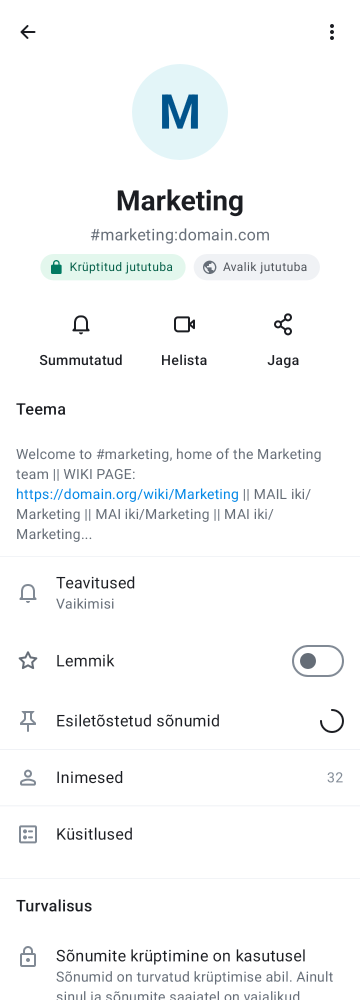 M
Marketing
#marketing:domain.com
Krüptitud jututuba
Avalik jututuba
Summutatud
Helista
Jaga
Teema
Welcome to #marketing, home of the Marketing
team || WIKI PAGE:
https://domain.org/wiki/Marketing || MAIL iki/
Marketing || MAI iki/Marketing || MAI iki/
Marketing...
Teavitused
Vaikimisi
Lemmik
Esiletõstetud sõnumid
Inimesed
32
Küsitlused
Turvalisus
Sõnumite krüptimine on kasutusel
Sõnumid on turvatud krüptimise abil. Ainult
sinul ja sõnumite saajatel on vajalikud